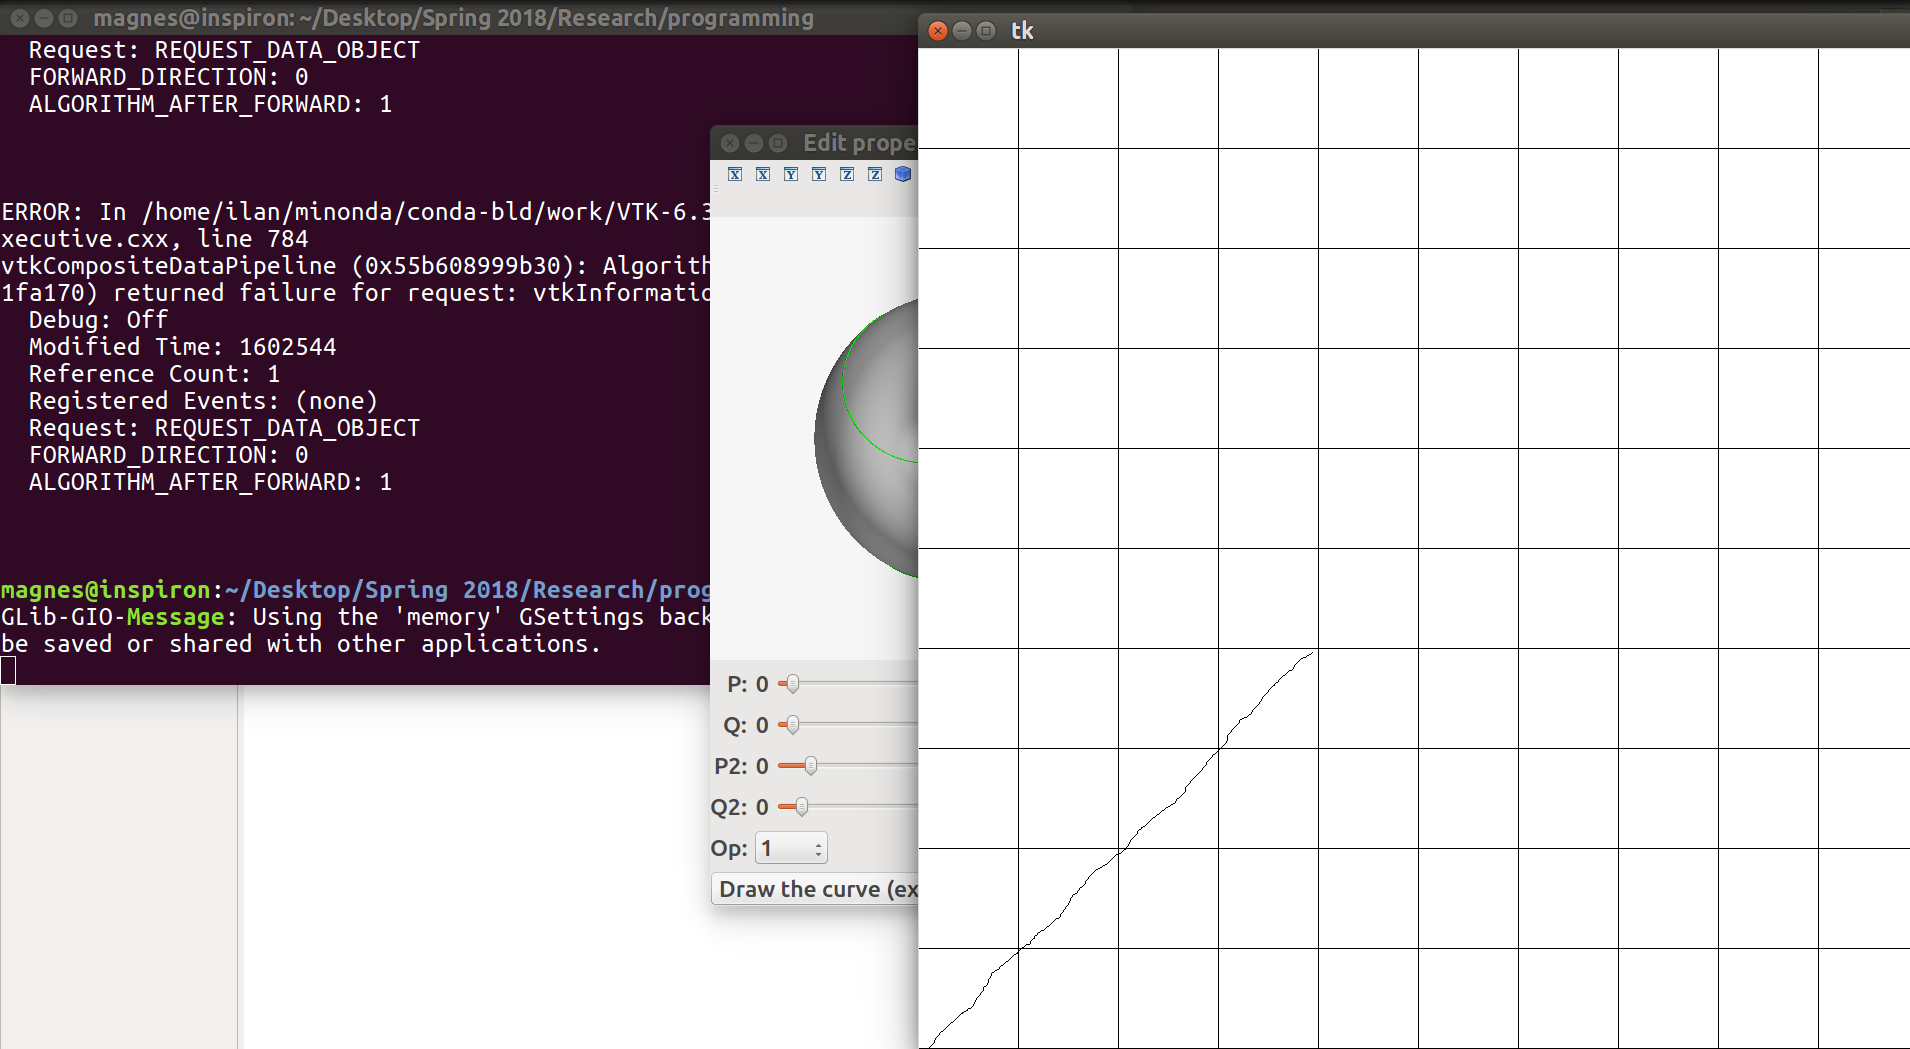 magnes@inspiron: ~/Desktop/Spring 2018/Research/programming
Request: REQUEST_DATA_OBJECT
FORWARD_DIRECTION: 0
ALGORITHM_AFTER_FORWARD: 1
ERROR: In /home/ilan/minonda/conda-bld/work/VTK-6.3
xecutive.cxx, line 784
vtkCompositeDataPipeline (0x55b608999b30): Algorith
1fa170) returned failure for request: vtkInformatio
Debug: Off
Modified Time: 1602544
Reference Count: 1
Registered Events: (none)
Request: REQUEST_DATA_OBJECT
FORWARD_DIRECTION: 0
ALGORITHM_AFTER_FORWARD: 1
magnes@inspiron:~/Desktop/Spring 2018/Research/prog
GLib-GIO-Message: Using the 'memory' GSettings back
be saved or shared with other applications.
Edit prope
X X Y Y Z Z
P: 0
Q: 0
P2: 0
Q2: 0
Op: 1
Draw the curve (ex
tk